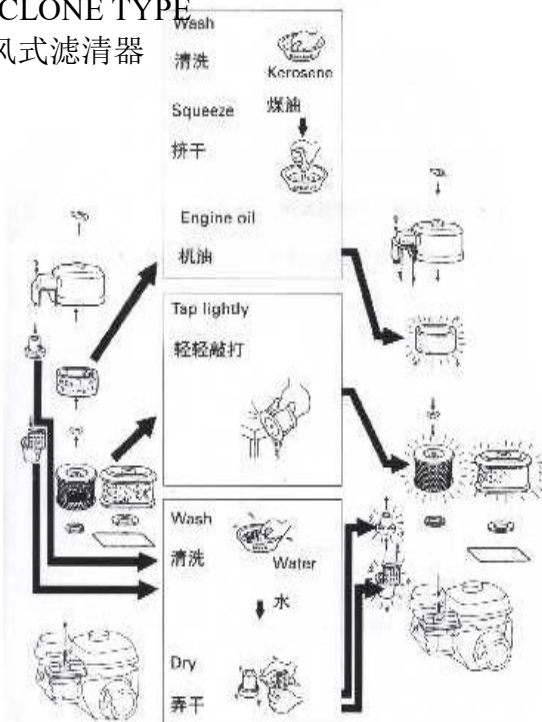 CLONE TYPE
风式滤清器
Wash
清洗
Kerosene
煤油
Squeeze
挤干
Engine oil
机油
Tap lightly
轻轻敲打
Wash
清洗
Water
水
Dry
弄干